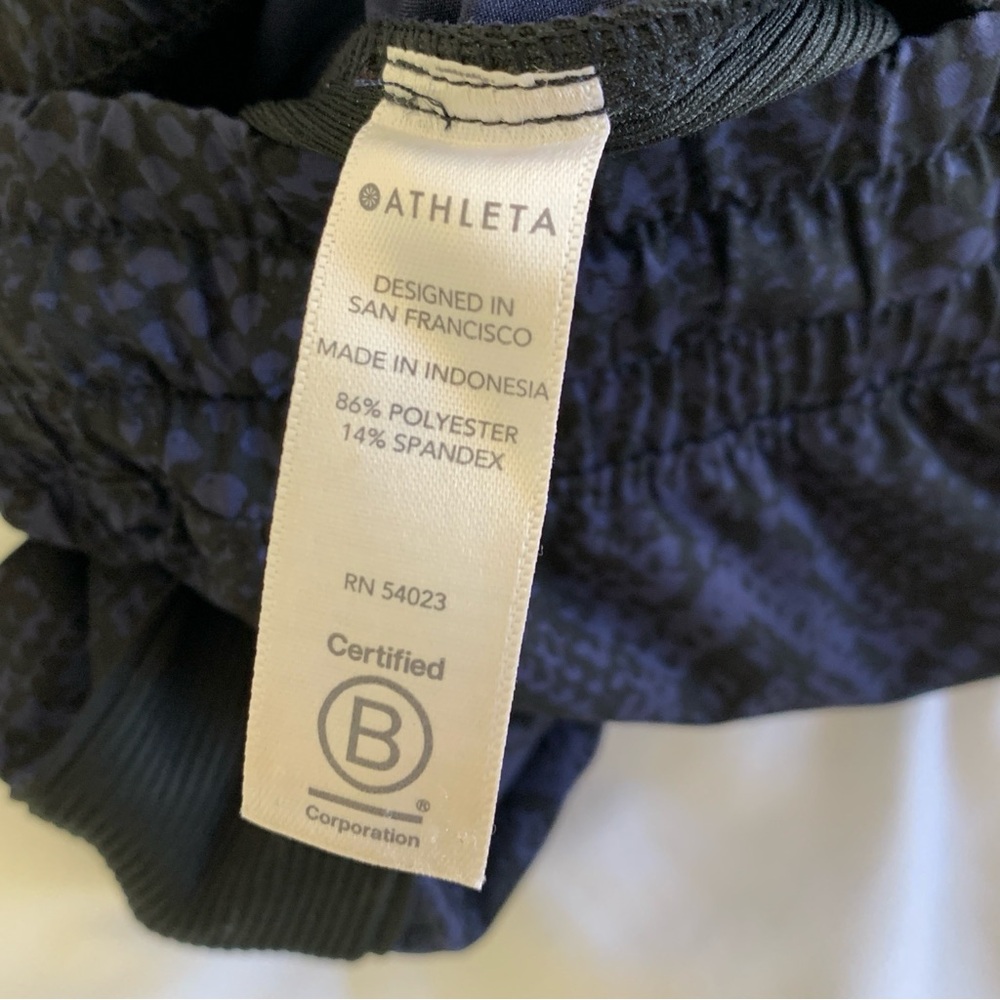 ATHLETA
DESIGNED IN
SAN FRANCISCO
MADE IN INDONESIA
86% POLYESTER
14% SPANDEX
RN 54023
Certified
B
®
Corporation